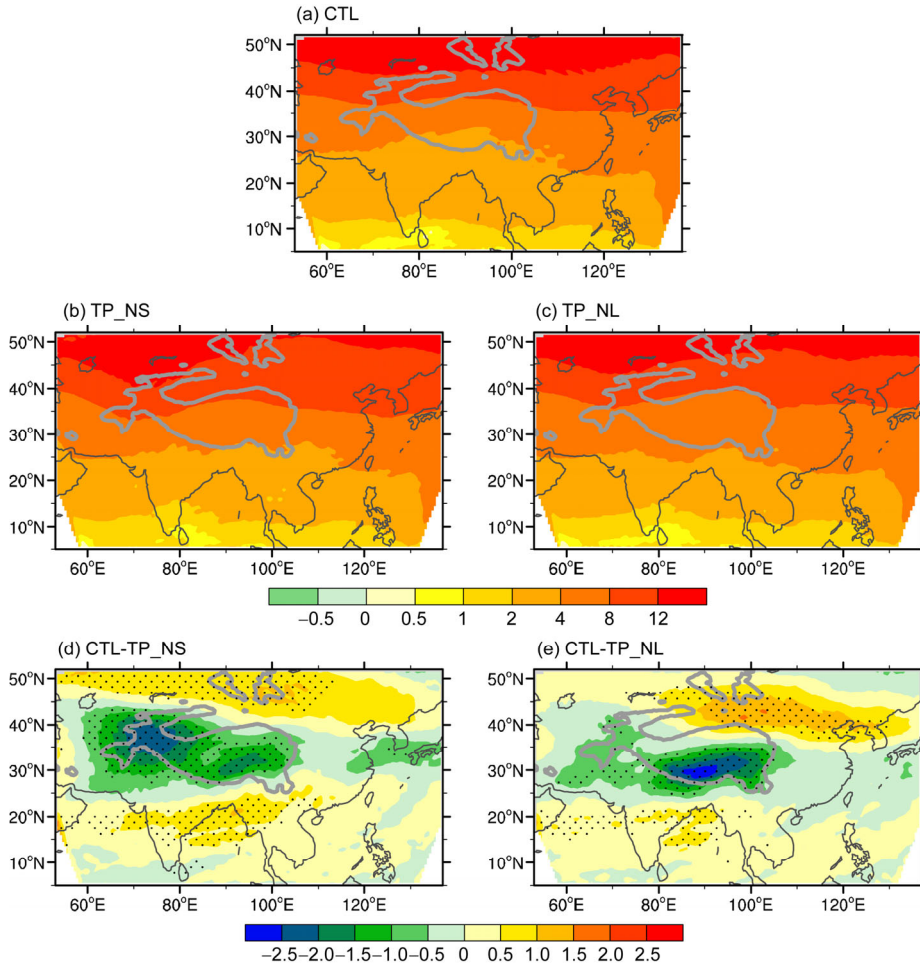 (a) CTL
50°N
40°N
30°N
20°N
10°N
60°E 80°E 100°E 120°E
(b) TP_NS (c) TP_NL
50°N 50°N
40°N 40°N
30°N 30°N
20°N 20°N
10°N 10°N
60°E 80°E 100°E 120°E 60°E 80°E 100°E 120°E
−0.5 0 0.5 1 2 4 8 12
(d) CTL-TP_NS (e) CTL-TP_NL
50°N 50°N
40°N 40°N
30°N 30°N
20°N 20°N
10°N 10°N
60°E 80°E 100°E 120°E 60°E 80°E 100°E 120°E
−2.5 −2.0 −1.5 −1.0 −0.5 0 0.5 1.0 1.5 2.0 2.5